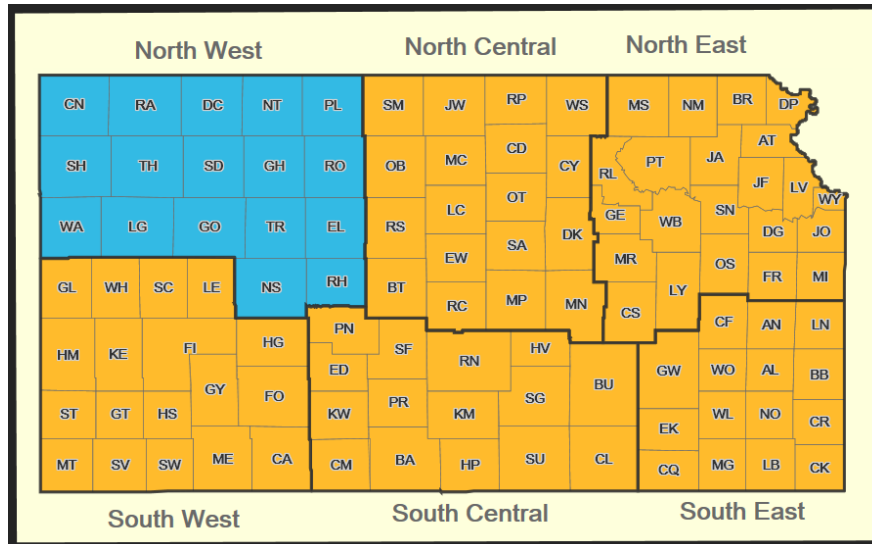 North West
North Central
North East
CN RA DC NT PL SM JW RP WS MS NM BR DP
SH TH SD GH RO OB MC CD CY RL PT JA AT
JF LV WY
WA LG GO TR EL RS LC OT DK GE WB SN DG JO
GL WH SC LE NS RH BT EW SA MR OS FR MI
RC MP MN CS LY
HM KE FI HG PN SF RN HV CF AN LN
GY FO ED SG BU GW WO AL BB
ST GT HS KW PR KM WL NO CR
EK
MT SV SW ME CA CM BA HP SU CL CQ MG LB CK
South West
South Central
South East